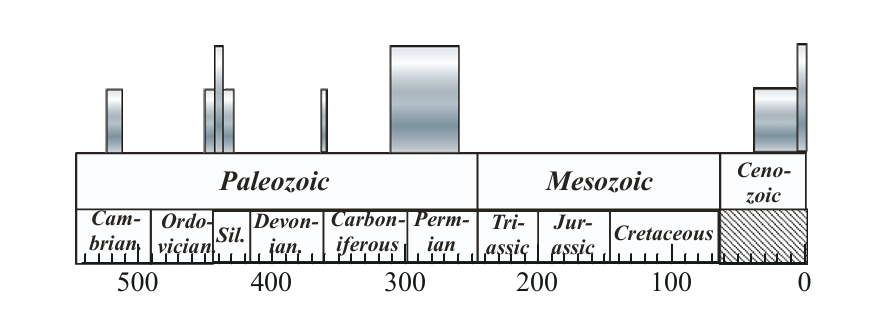 Paleozoic
Mesozoic
Ceno-
zoic
Cam-
brian
Ordo-
vician
Sil.
Devon-
ian.
Carbon-
iferous
Perm-
ian
Tri-
assic
Jur-
assic
Cretaceous
500 400 300 200 100 0